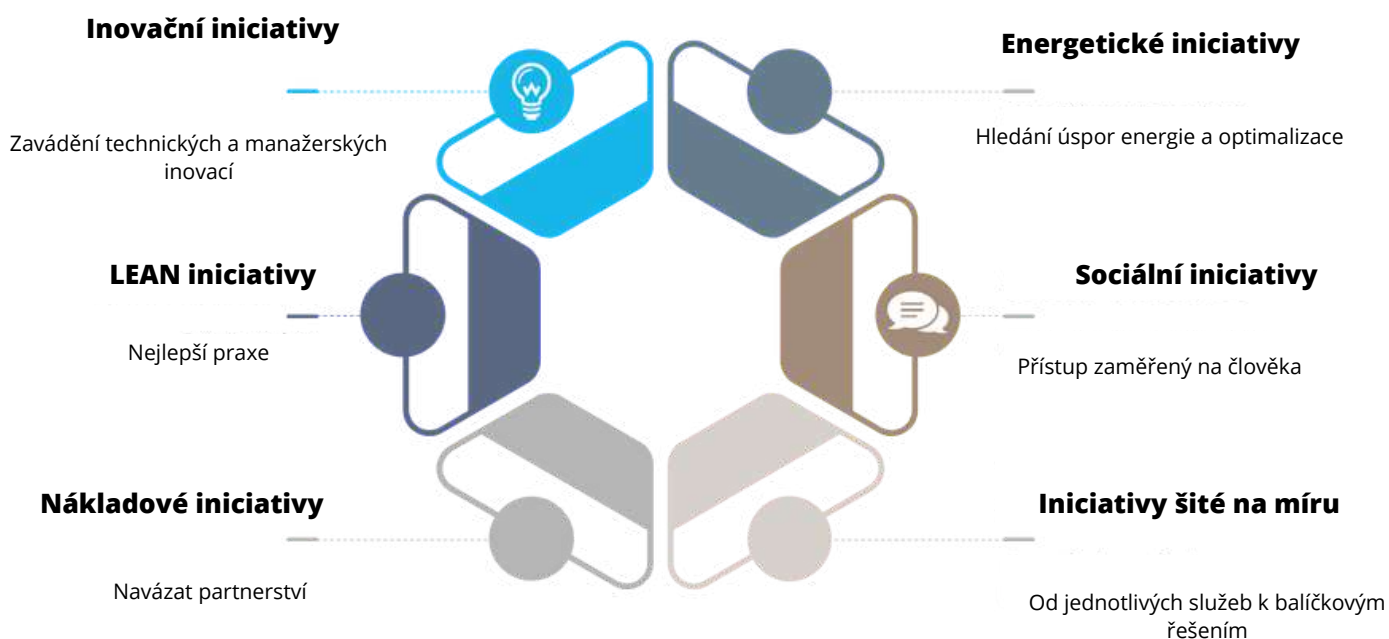 Inovační iniciativy
Zavádění technických a manažerských
inovací
LEAN iniciativy
Nejlepší praxe
Nákladové iniciativy
Navázat partnerství
Energetické iniciativy
Hledání úspor energie a optimalizace
Sociální iniciativy
Přístup zaměřený na člověka
Iniciativy šité na míru
Od jednotlivých služeb k balíčkovým
řešením